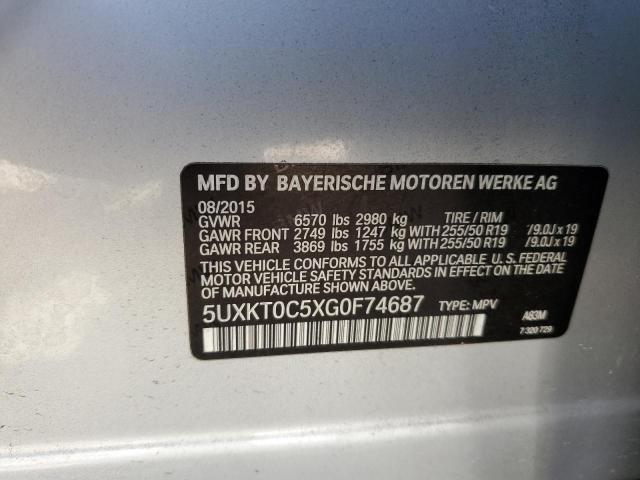 MFD BY BAYERISCHE MOTOREN WERKE AG
08/2015
GVWR 6570 lbs 2980 kg TIRE / RIM
GAWR FRONT 2749 lbs 1247 kg WITH 255/50 R19 /9.0J x 19
GAWR REAR 3869 lbs 1755 kg WITH 255/50 R19 /9.0J x 19
THIS VEHICLE CONFORMS TO ALL APPLICABLE U.S. FEDERAL
MOTOR VEHICLE SAFETY STANDARDS IN EFFECT ON THE DATE
OF MANUFACTURE SHOWN ABOVE.
5UXKT0C5XG0F74687 TYPE: MPV
A83M
7 320 729